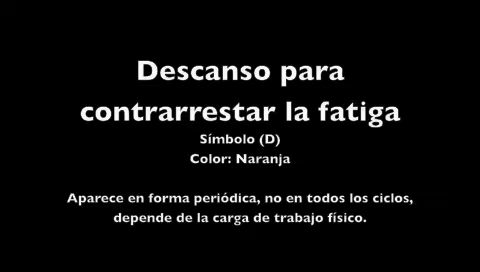 Descanso para
contrarrestar la fatiga
Símbolo (D)
Color: Naranja
Aparece en forma periódica, no en todos los ciclos,
depende de la carga de trabajo físico.